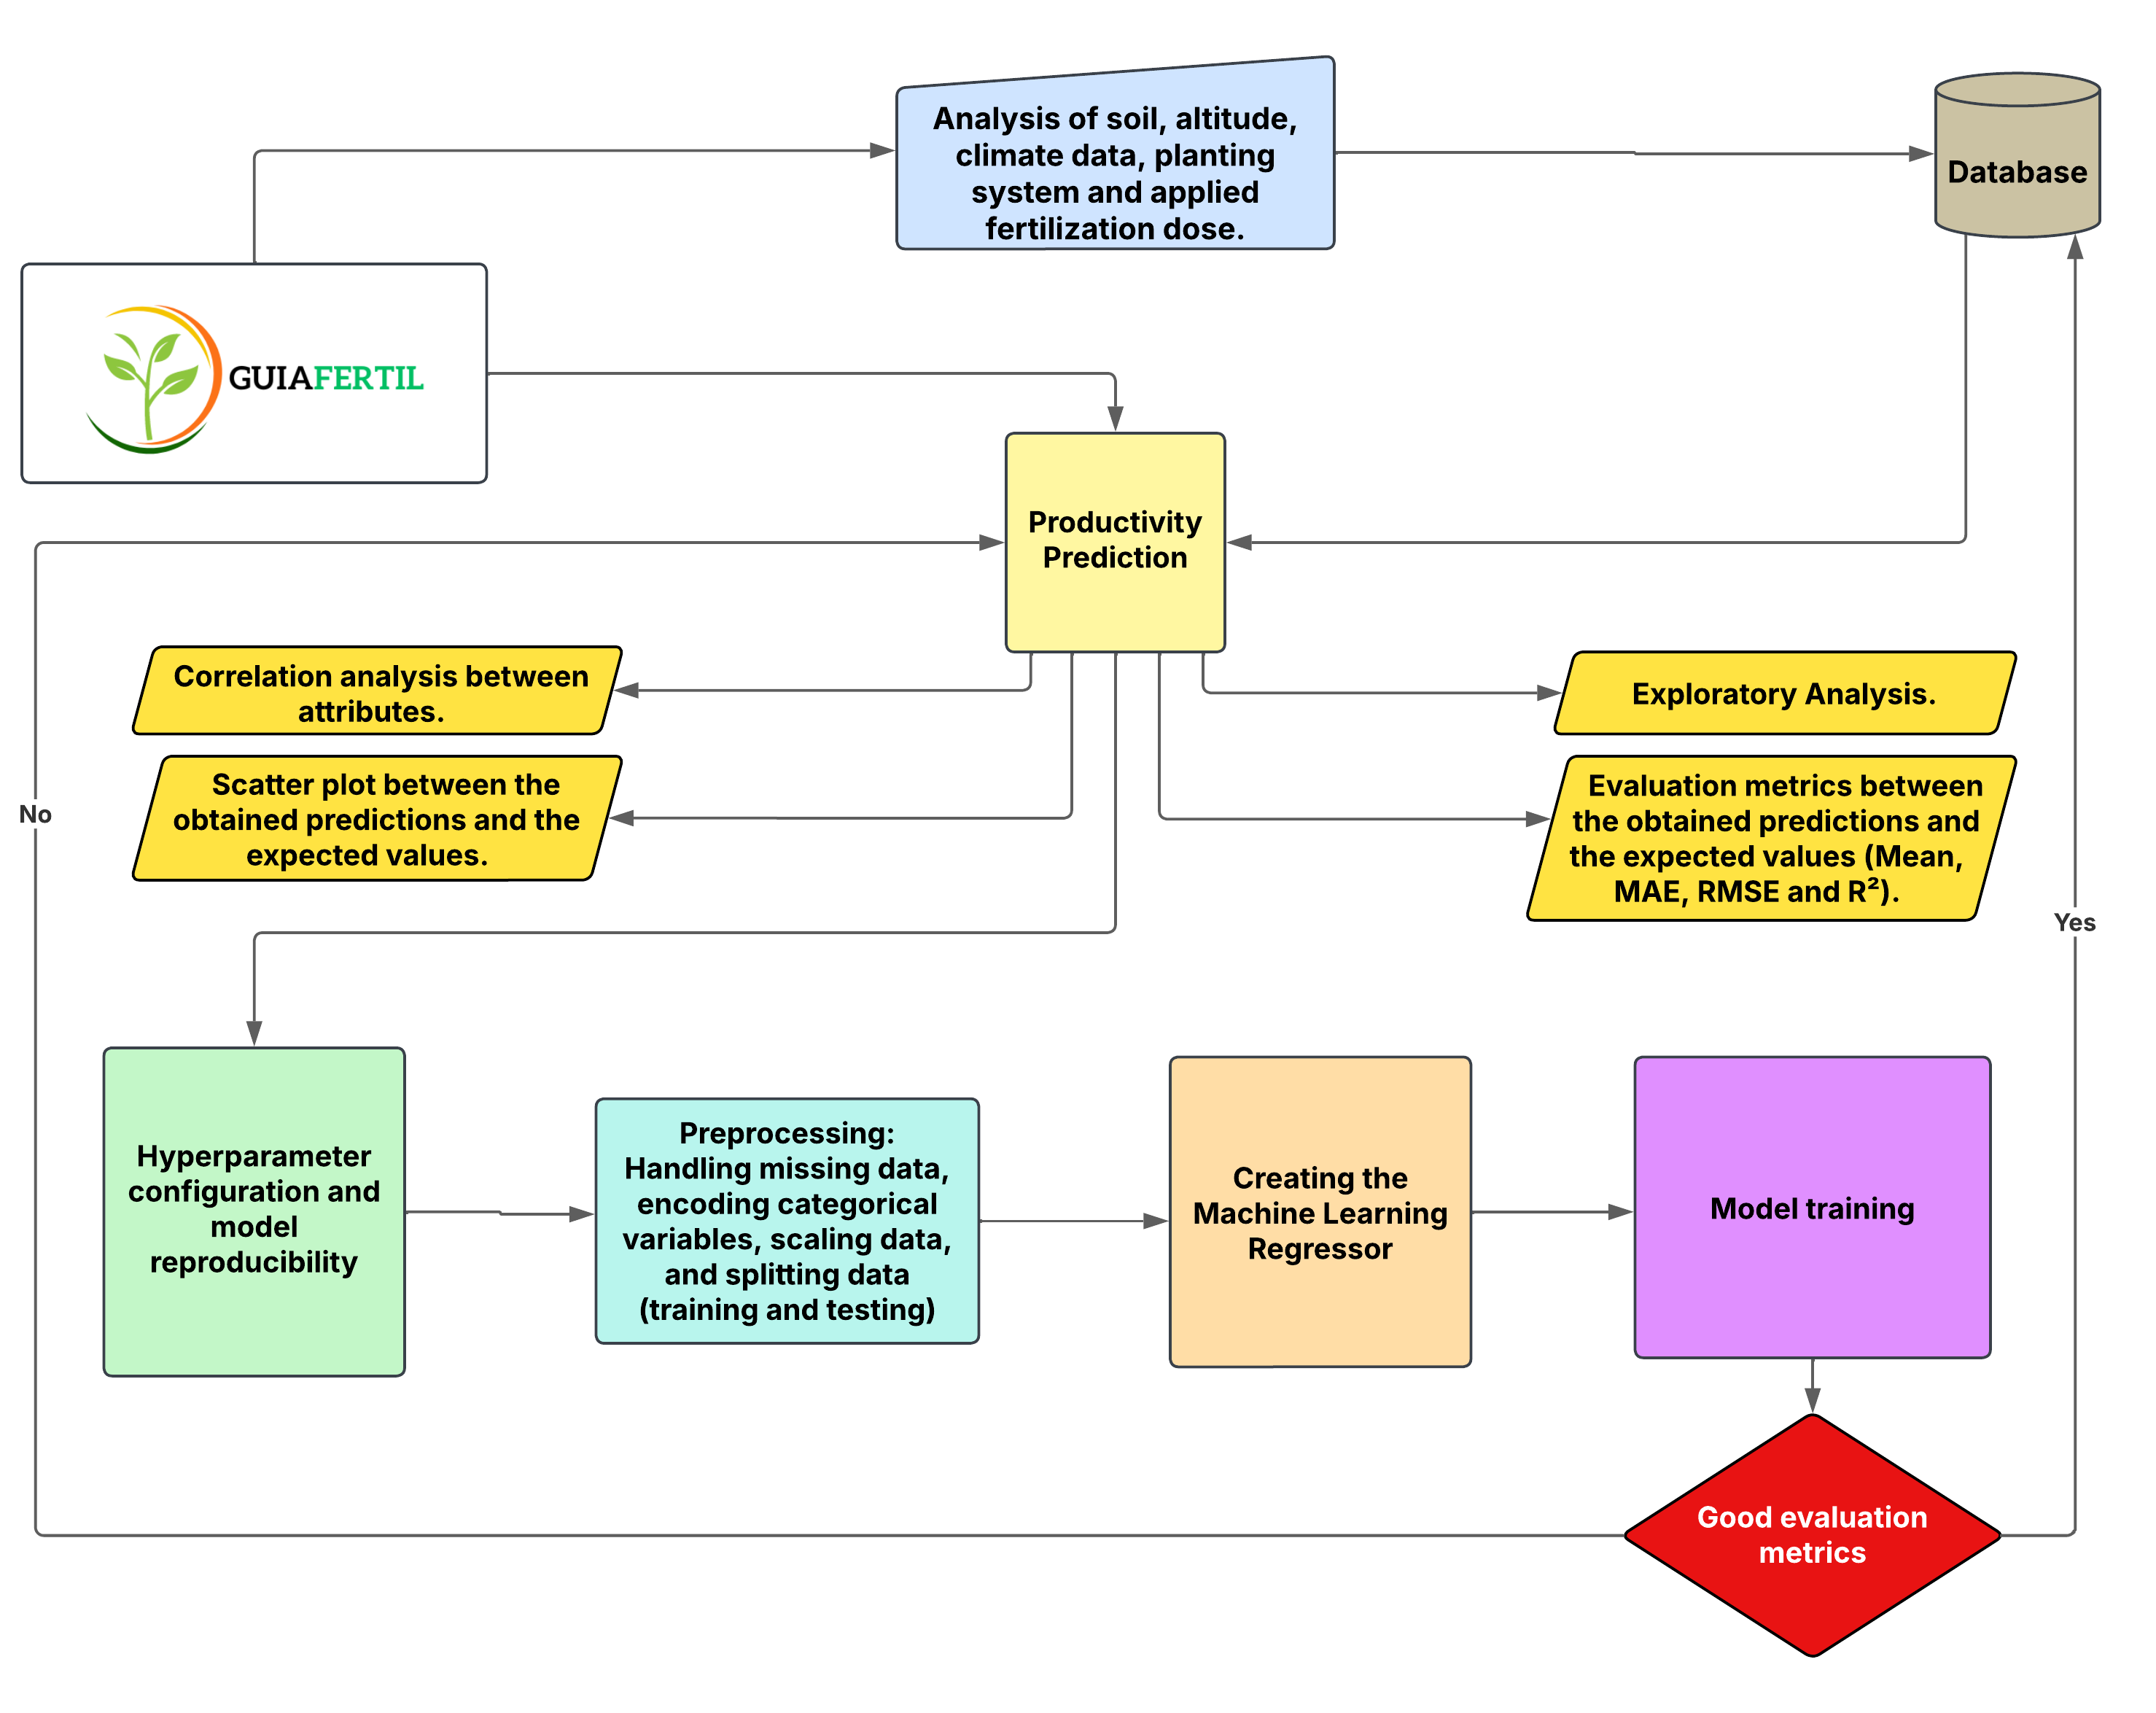 Analysis of soil, altitude,
climate data, planting
system and applied
fertilization dose.
Database
GUIAFERTIL
Productivity
Prediction
Correlation analysis between
attributes.
Exploratory Analysis.
Scatter plot between the
obtained predictions and the
expected values.
Evaluation metrics between
the obtained predictions and
the expected values (Mean,
MAE, RMSE and R²).
No
Yes
Hyperparameter
configuration and
model
reproducibility
Preprocessing:
Handling missing data,
encoding categorical
variables, scaling data,
and splitting data
(training and testing)
Creating the
Machine Learning
Regressor
Model training
Good evaluation
metrics